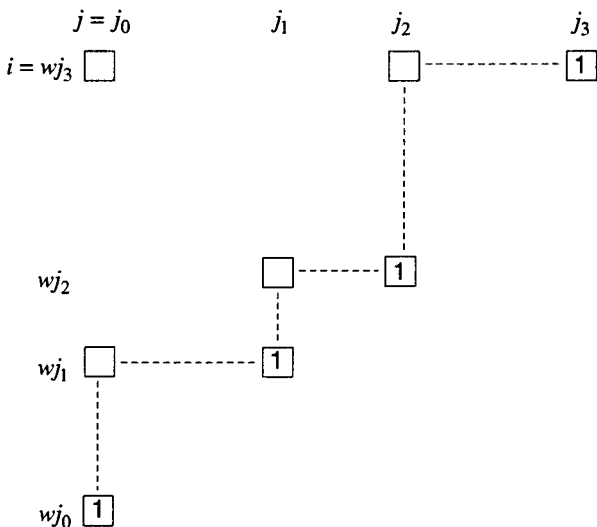 j = j₀ j₁ j₂ j₃
i = wj₃ 1
wj₂ 1
wj₁ 1
wj₀ 1